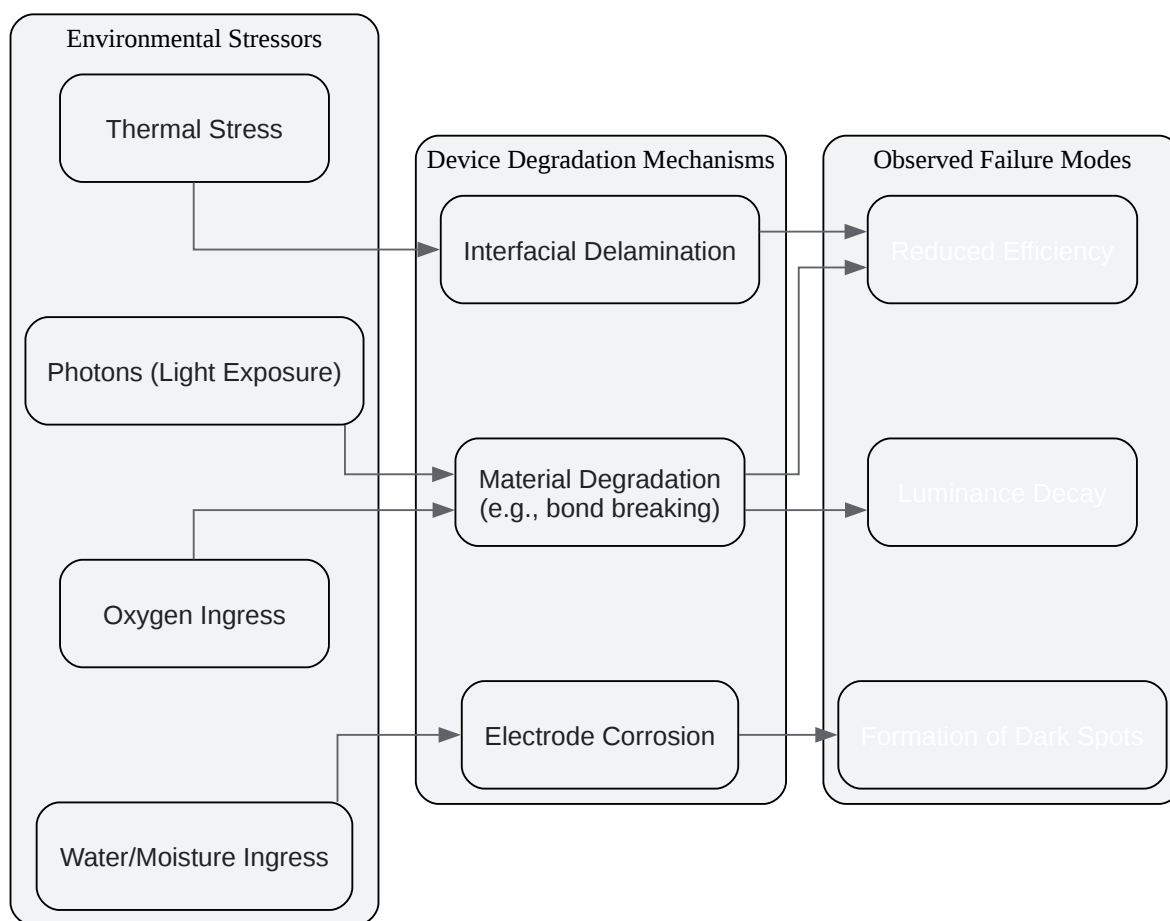 Environmental Stressors
Thermal Stress
Photons (Light Exposure)
Oxygen Ingress
Water/Moisture Ingress
Device Degradation Mechanisms
Interfacial Delamination
Material Degradation
(e.g., bond breaking)
Electrode Corrosion
Observed Failure Modes
Reduced Efficiency
Luminance Decay
Formation of Dark Spots